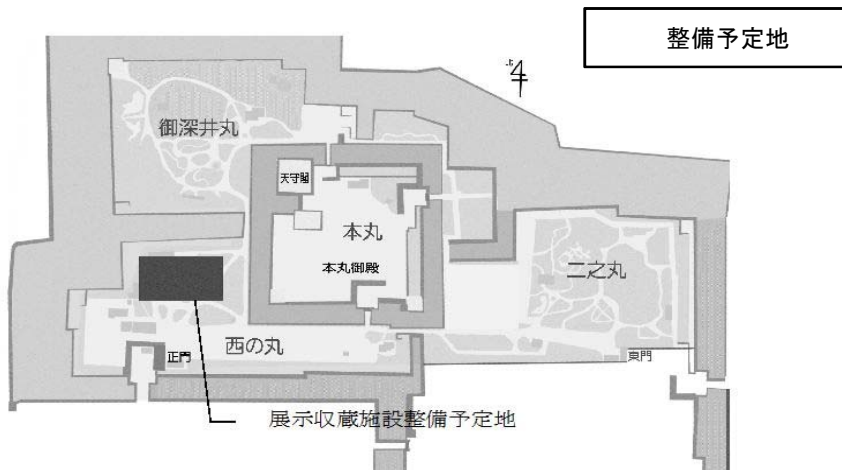 整備予定地
北
御深井丸
天守閣
本丸
本丸御殿
二之丸
西の丸
正門
東門
展示収蔵施設整備予定地